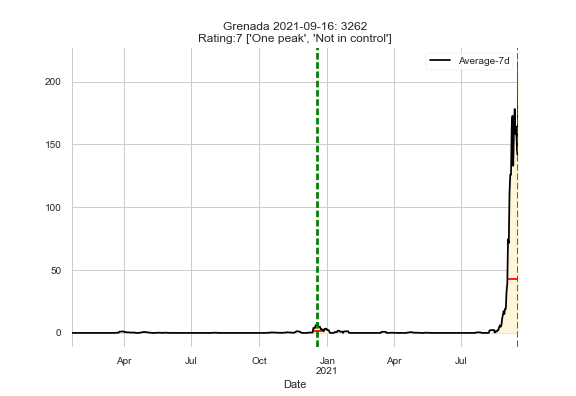 Grenada 2021-09-16: 3262
Rating:7 ['One peak', 'Not in control']
Average-7d
200
150
100
50
0
Apr
Jul
Oct
Jan
2021
Apr
Jul
Date